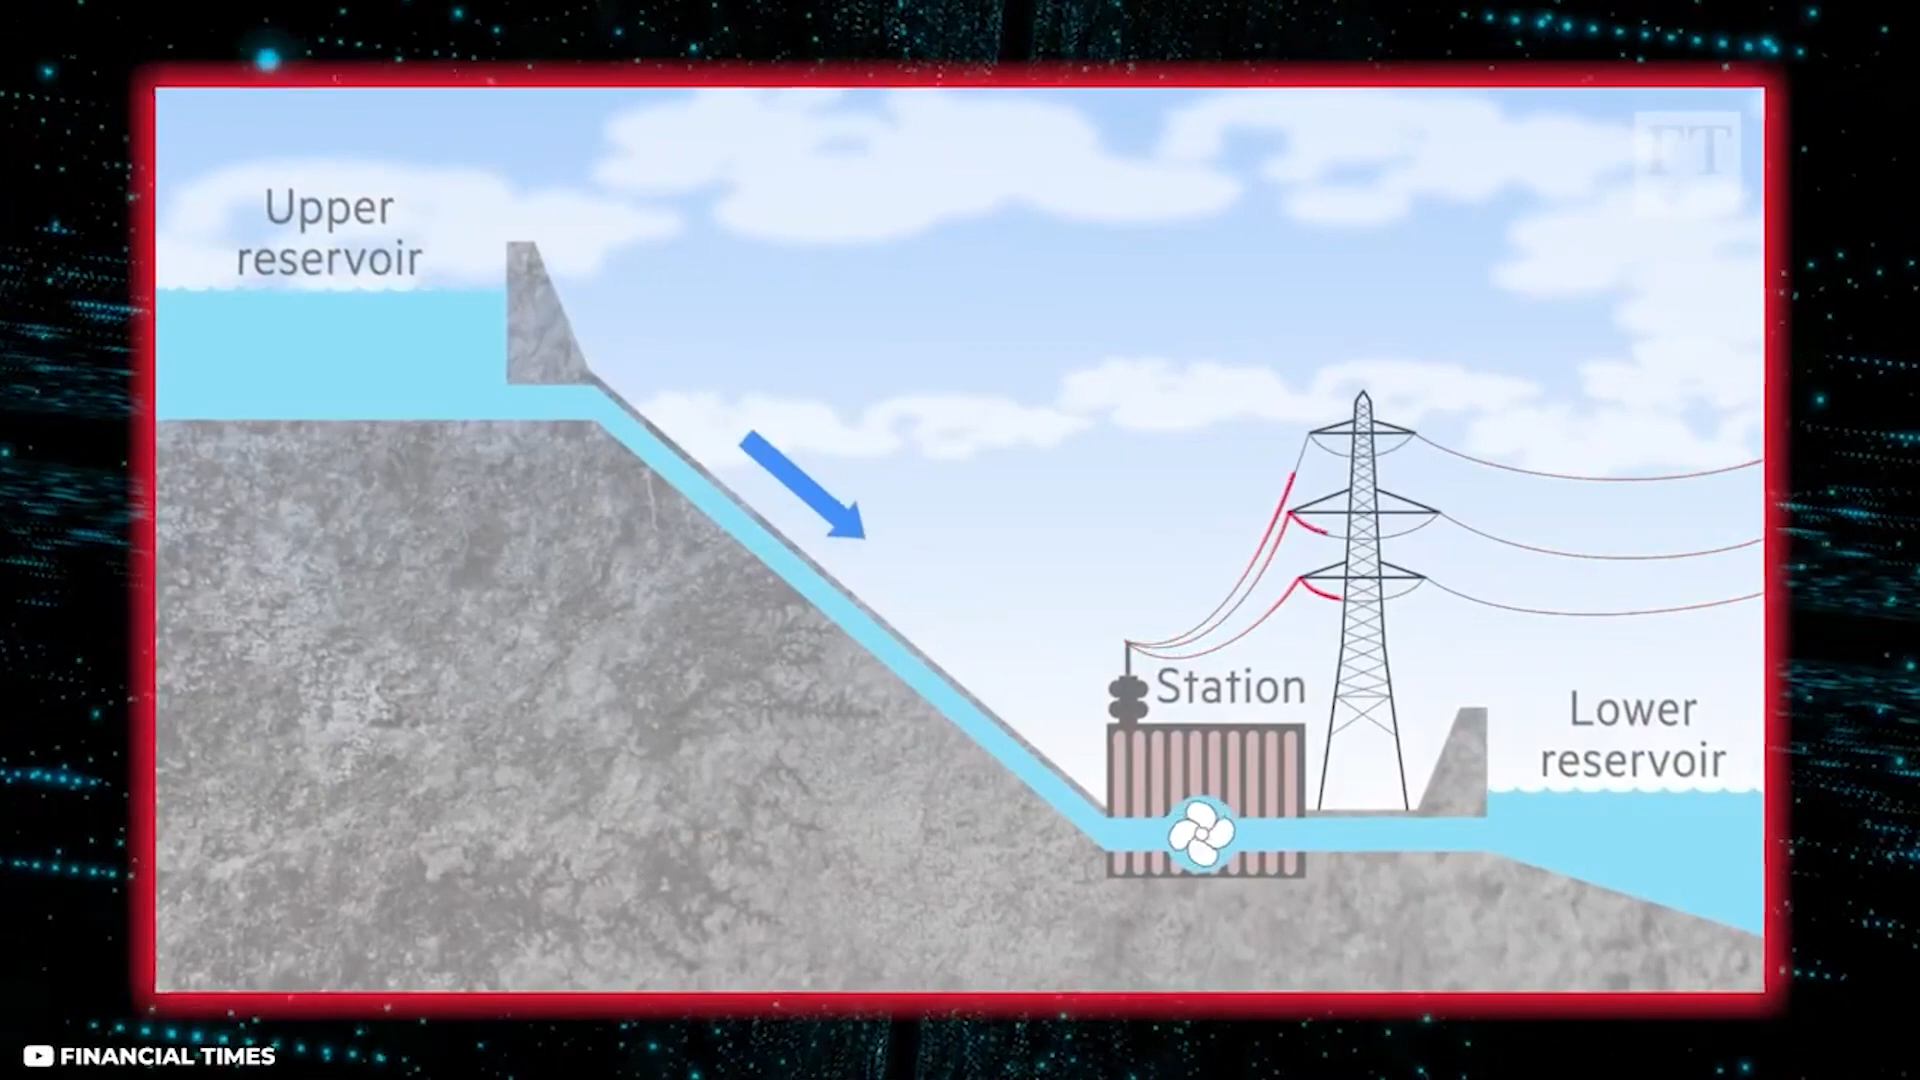 FT
Upper
reservoir
Station
Lower
reservoir
FINANCIAL TIMES